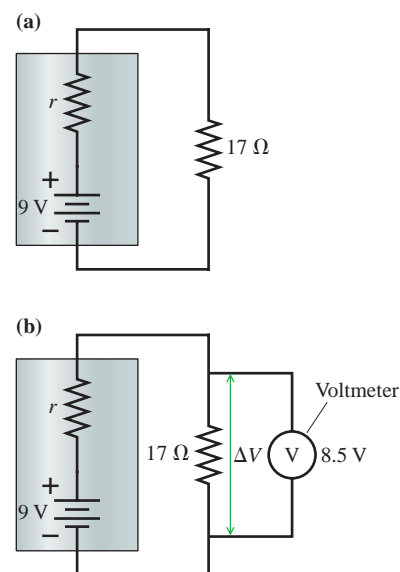 (a)
r
17 Ω
+
9 V
−
(b)
Voltmeter
r
17 Ω
ΔV
V
8.5 V
+
9 V
−